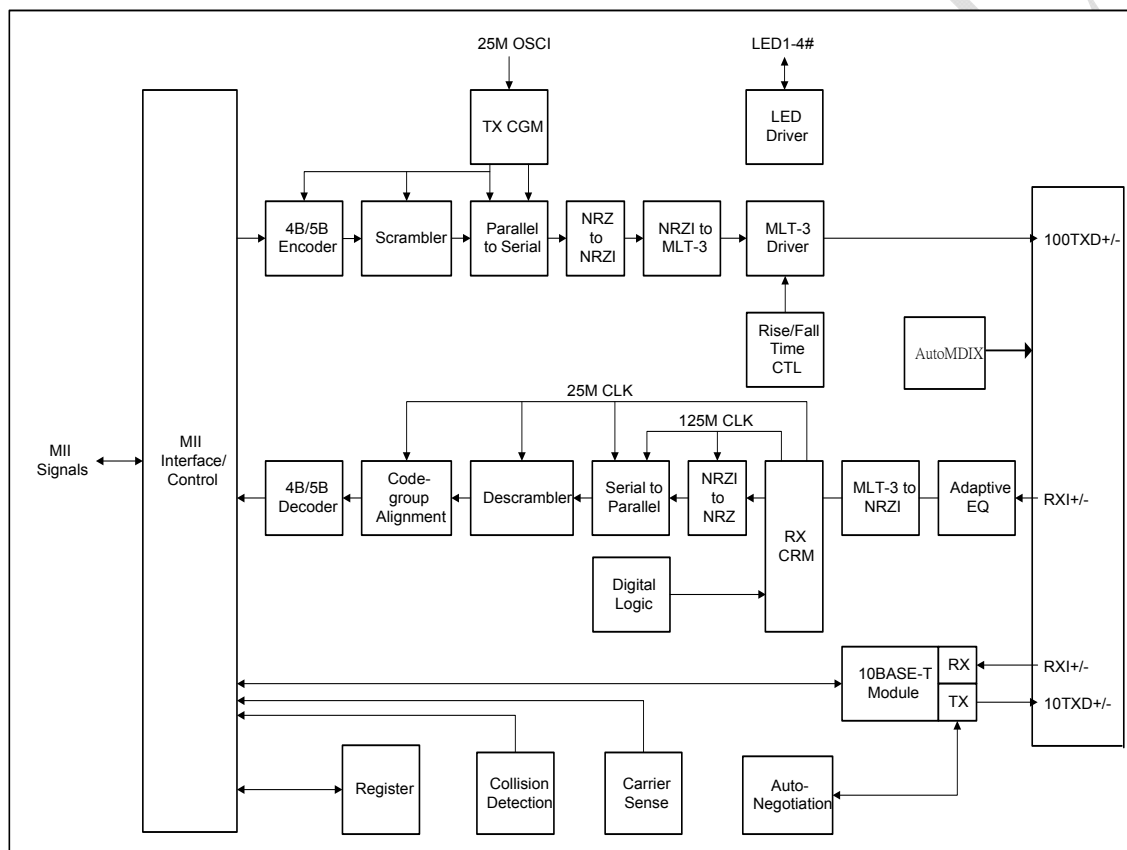 25M OSCI
LED1-4#
TX CGM
LED
Driver
4B/5B
Encoder
Scrambler
Parallel
to Serial
NRZ
to
NRZI
NRZI to
MLT-3
MLT-3
Driver
100TXD+/-
Rise/Fall
Time
CTL
AutoMDIX
25M CLK
125M CLK
MII
Signals
MII
Interface/
Control
4B/5B
Decoder
Code-
group
Alignment
Descrambler
Serial to
Parallel
NRZI
to
NRZ
RX
CRM
MLT-3 to
NRZI
Adaptive
EQ
RXI+/-
Digital
Logic
10BASE-T
Module
RX
TX
RXI+/-
10TXD+/-
Register
Collision
Detection
Carrier
Sense
Auto-
Negotiation